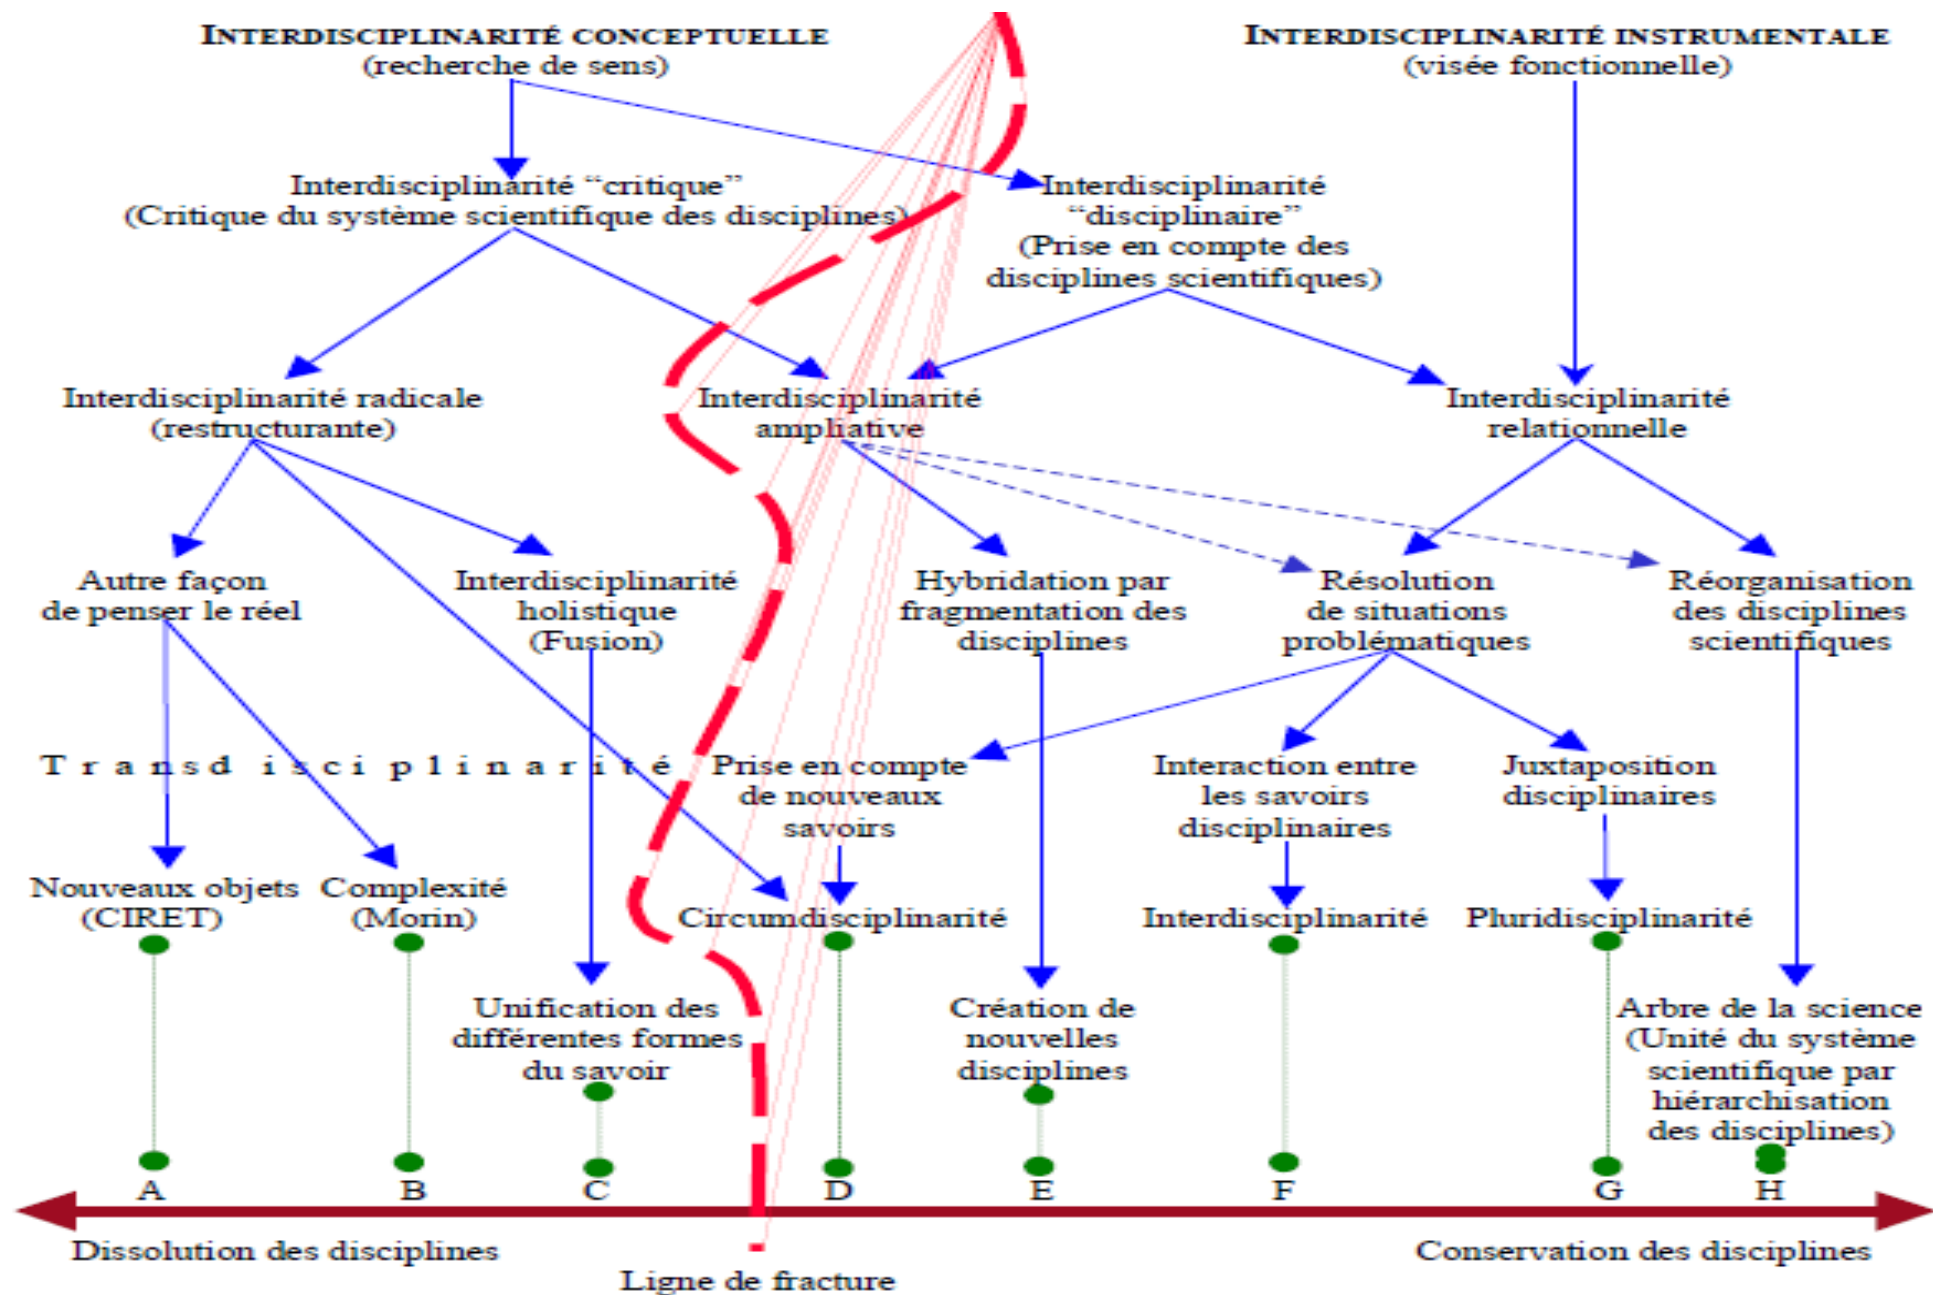 INTERDISCIPLINARITÉ CONCEPTUELLE
(recherche de sens)
INTERDISCIPLINARITÉ INSTRUMENTALE
(visée fonctionnelle)
Interdisciplinarité “critique”
(Critique du système scientifique des disciplines)
Interdisciplinarité
“disciplinaire”
(Prise en compte des
disciplines scientifiques)
Interdisciplinarité radicale
(restructurante)
Interdisciplinarité
ampliative
Interdisciplinarité
relationnelle
Autre façon
de penser le réel
Interdisciplinarité
holistique
(Fusion)
Hybridation par
fragmentation des
disciplines
Résolution
de situations
problématiques
Réorganisation
des disciplines
scientifiques
Transdisciplinarité
Prise en compte
de nouveaux
savoirs
Interaction entre
les savoirs
disciplinaires
Juxtaposition
disciplinaires
Nouveaux objets
(CIRET)
Complexité
(Morin)
Circumdisciplinarité
Interdisciplinarité
Pluridisciplinarité
Unification des
différentes formes
du savoir
Création de
nouvelles
disciplines
Arbre de la science
(Unité du système
scientifique par
hiérarchisation
des disciplines)
A
B
C
D
E
F
G
H
Dissolution des disciplines
Conservation des disciplines
Ligne de fracture